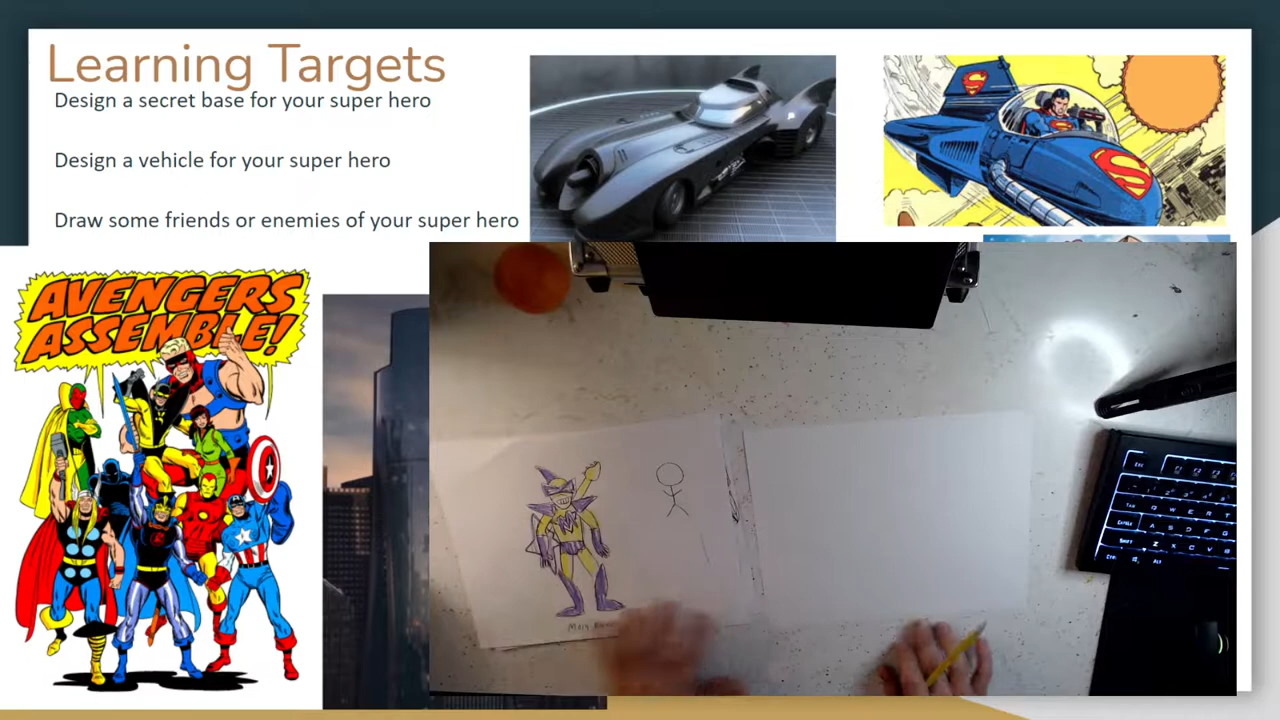 Learning Targets
Design a secret base for your super hero
Design a vehicle for your super hero
Draw some friends or enemies of your super hero
AVENGERS
ASSEMBLE!